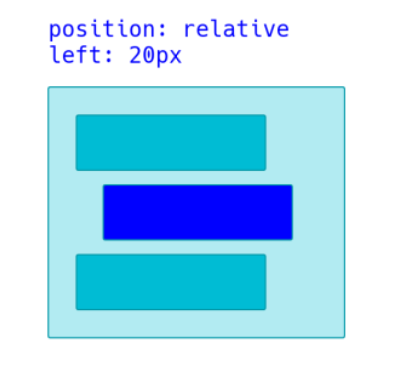 position: relative
left: 20px